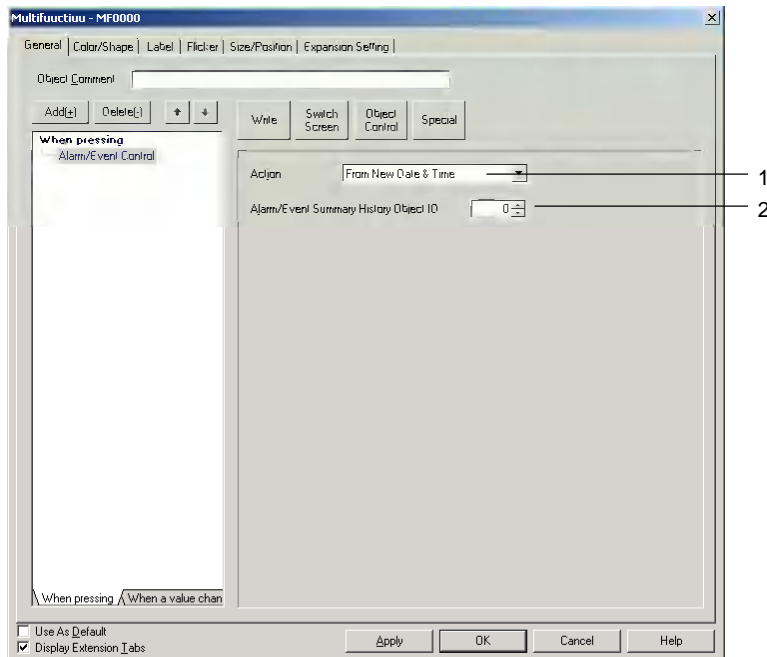 Multifuuctiuu - MF0000
General Color/Shape Label Flicker Size/Position Expansion Setting
Object Comment
Add(+) Delete(-)
Write Switch Screen Object Control Special
When pressing
Alarm/Event Control
Action From New Date & Time 1
Alarm/Event Summary History Object ID 0 2
When pressing When a value chan
Use As Default
Display Extension Tabs
Apply OK Cancel Help